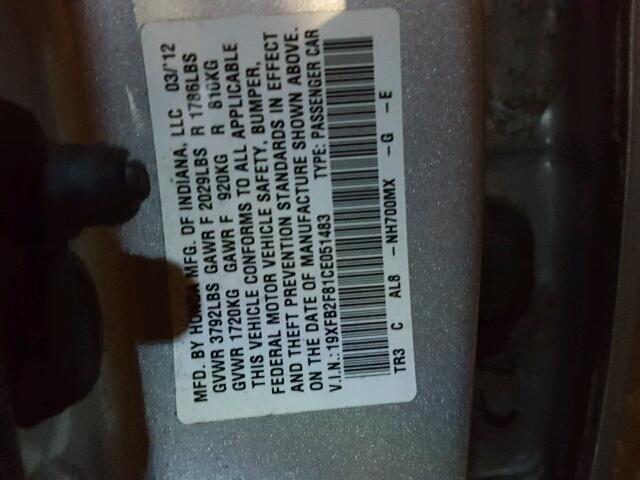 MFD. BY HONDA MFG. OF INDIANA, LLC 03/'12
GVWR 3792LBS GAWR F 2029LBS R 1786LBS
GVWR 1720KG GAWR F 920KG R 810KG
THIS VEHICLE CONFORMS TO ALL APPLICABLE
FEDERAL MOTOR VEHICLE SAFETY, BUMPER,
AND THEFT PREVENTION STANDARDS IN EFFECT
ON THE DATE OF MANUFACTURE SHOWN ABOVE.
V.I.N.: 19XFB2F81CE051483 TYPE: PASSENGER CAR
TR3 C AL8 -NH700MX -G -E